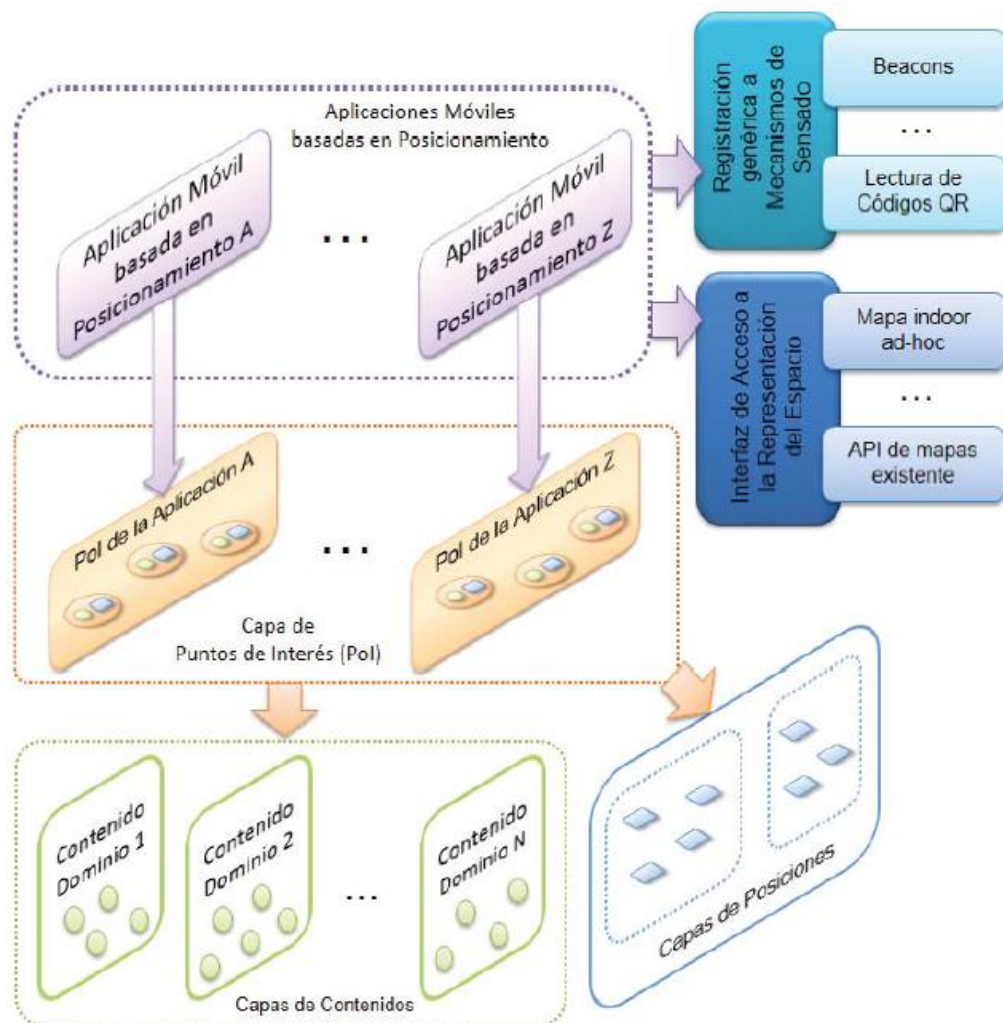 Aplicaciones Móviles
basadas en Posicionamiento
Aplicación Móvil
basada en
Posicionamiento A
...
Aplicación Móvil
basada en
Posicionamiento Z
Registración
genérica a
Mecanismos de
Sensado
Beacons
...
Lectura de
Códigos QR
Interfaz de Acceso a
la Representación
del Espacio
Mapa indoor
ad-hoc
...
API de mapas
existente
PoI de la Aplicación A
...
PoI de la Aplicación Z
Capa de
Puntos de Interés (PoI)
Contenido
Dominio 1
Contenido
Dominio 2
...
Contenido
Dominio N
Capas de Contenidos
Capas de Posiciones